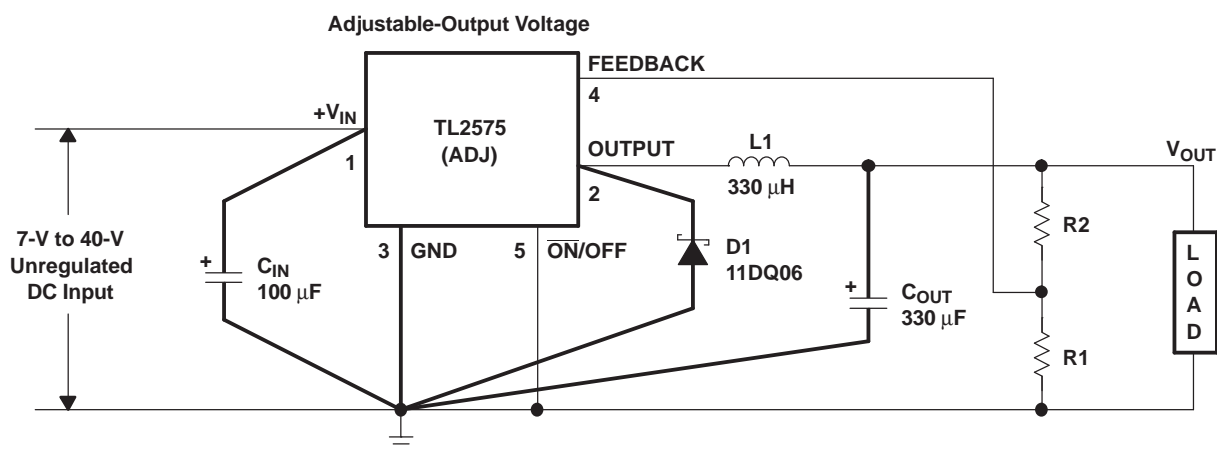 Adjustable-Output Voltage
FEEDBACK
4
+VIN
TL2575
(ADJ)
1
OUTPUT
2
L1
330 μH
VOUT
7-V to 40-V
Unregulated
DC Input
+
CIN
100 μF
3
GND
5
ON/OFF
D1
11DQ06
+
COUT
330 μF
R2
R1
L
O
A
D